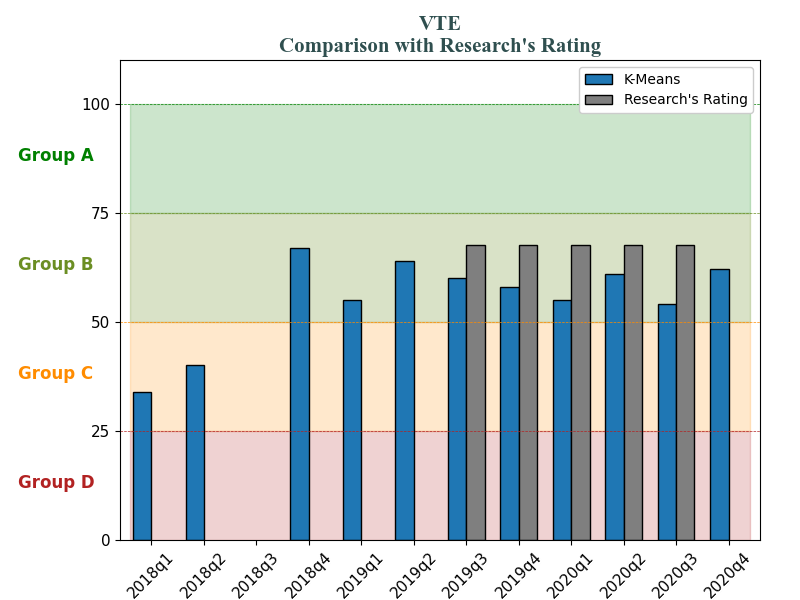 VTE
Comparison with Research's Rating
K-Means
Research's Rating
100
Group A
75
Group B
50
Group C
25
Group D
0
2018q1
2018q2
2018q3
2018q4
2019q1
2019q2
2019q3
2019q4
2020q1
2020q2
2020q3
2020q4